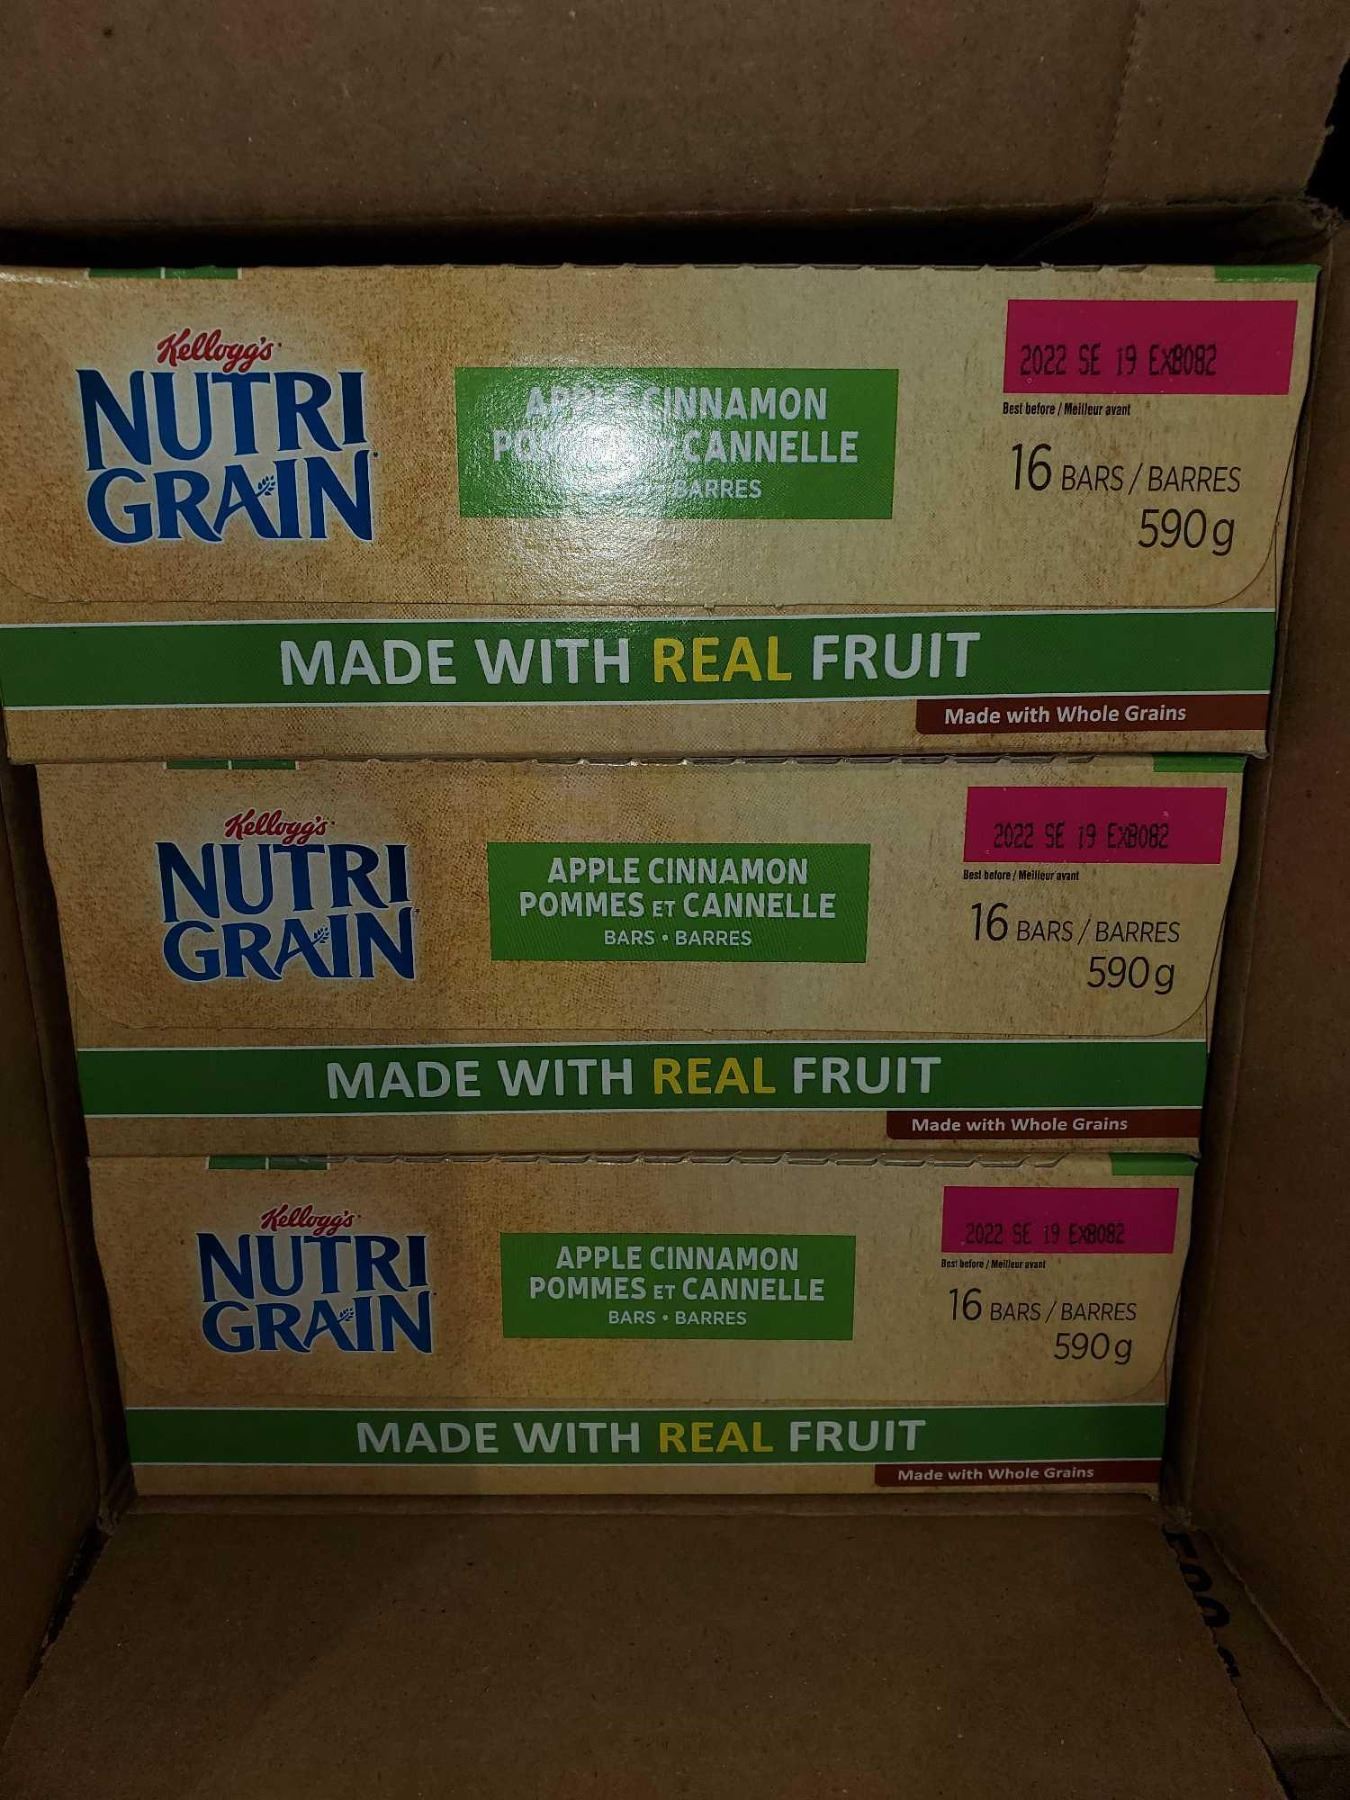 Kellogg's
NUTRI
GRAIN
CINNAMON
CANNELLE
BARRES
2022 SE 19 EXB082
Best before / Meilleur avant
16 BARS / BARRES
590g
MADE WITH REAL FRUIT
Made with Whole Grains
Kellogg's
NUTRI
GRAIN
APPLE CINNAMON
POMMES ET CANNELLE
BARS • BARRES
2022 SE 19 EXB082
Best before / Meilleur avant
16 BARS / BARRES
590g
MADE WITH REAL FRUIT
Made with Whole Grains
Kellogg's
NUTRI
GRAIN
APPLE CINNAMON
POMMES ET CANNELLE
BARS • BARRES
2022 SE 19 EXB082
Best before / Meilleur avant
16 BARS / BARRES
590g
MADE WITH REAL FRUIT
Made with Whole Grains